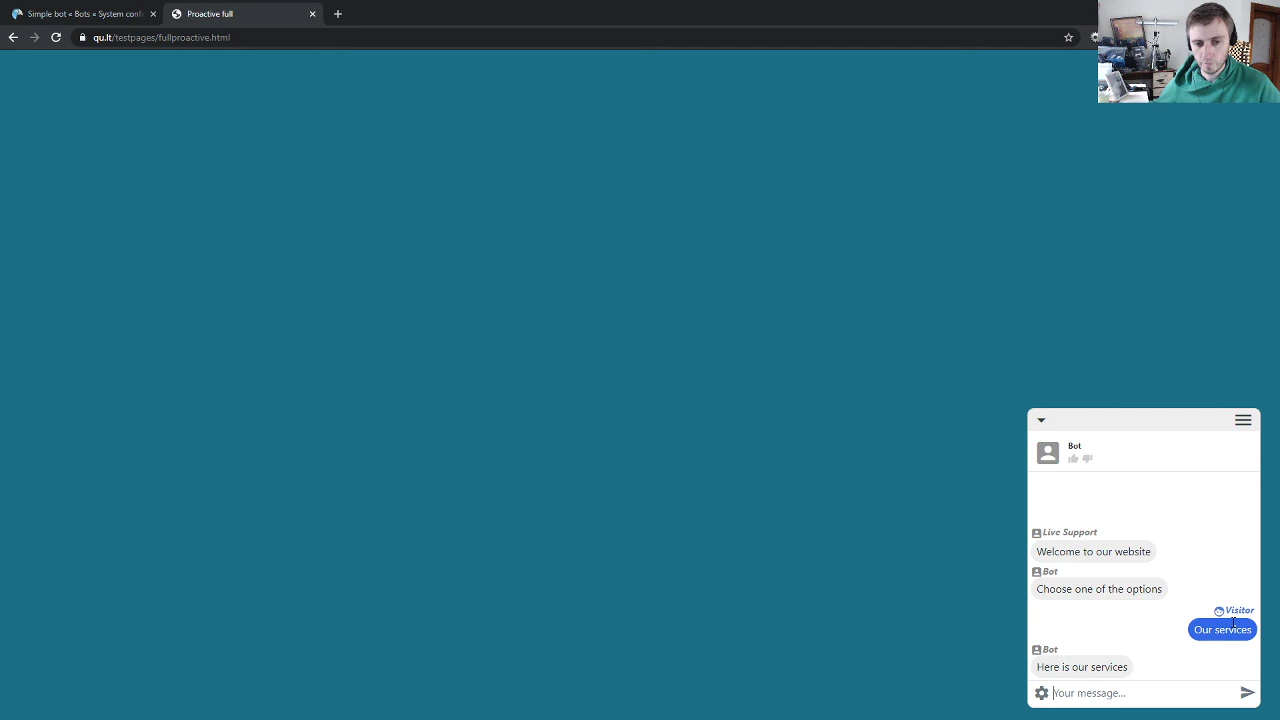 Simple bot « Bots « System confi
Proactive full
qu.lt/testpages/fullproactive.html
Bot
Live Support
Welcome to our website
Bot
Choose one of the options
Visitor
Our services
Bot
Here is our services
Your message...